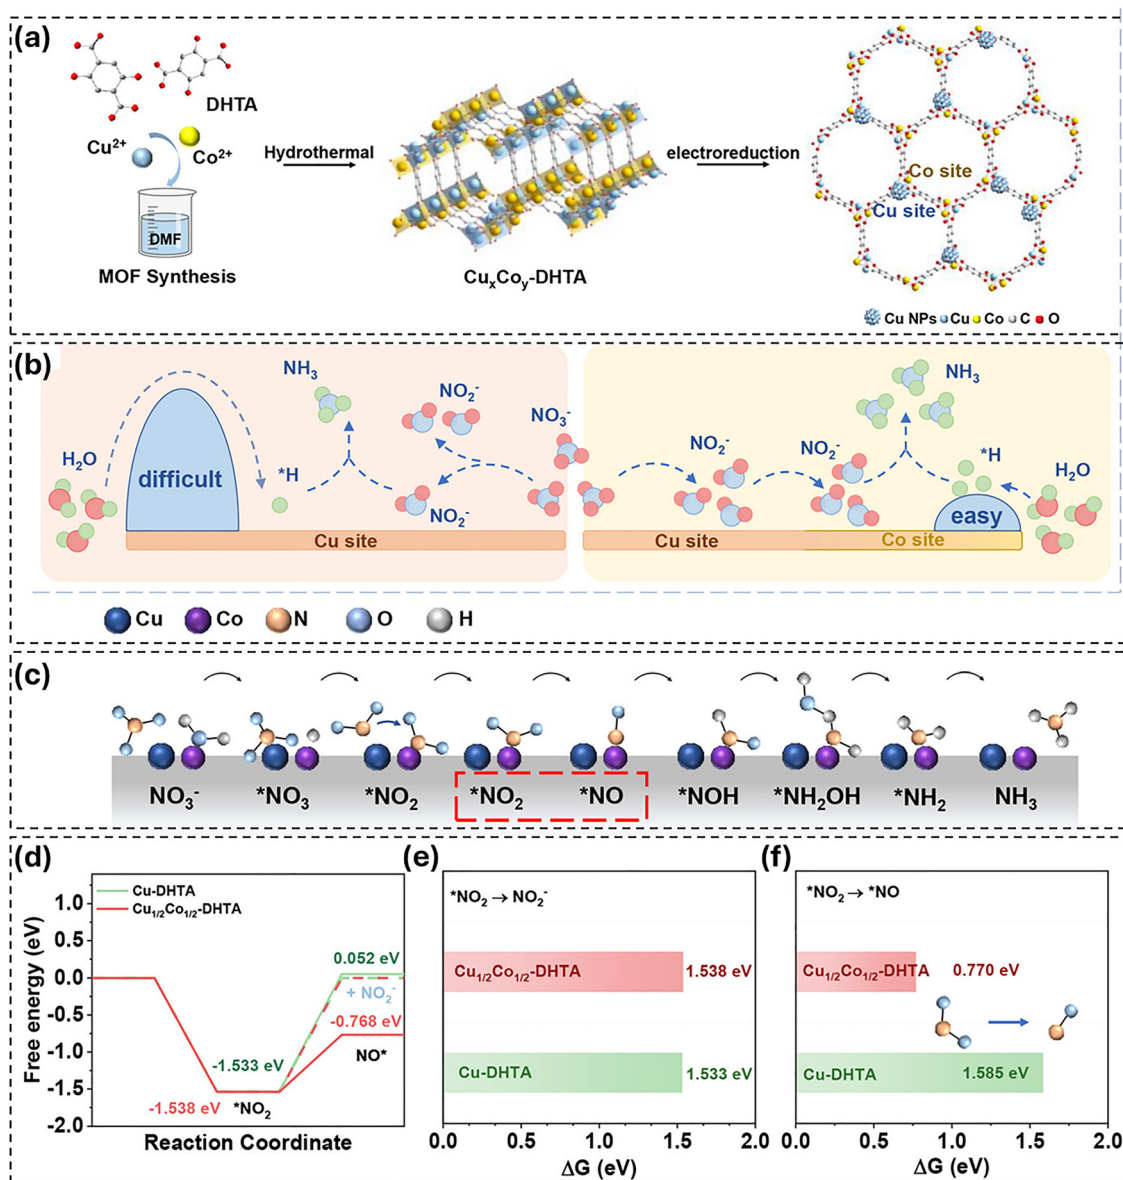 (a)
DHTA
Cu²⁺
Co²⁺
DMF
MOF Synthesis
Hydrothermal
CuₓCoᵧ-DHTA
electroreduction
Co site
Cu site
Cu NPs Cu Co C O
(b)
H₂O
difficult
*H
NH₃
NO₂⁻
NO₂⁻
NO₃⁻
Cu site
NO₂⁻
NO₂⁻
NH₃
*H
H₂O
easy
Cu site
Co site
Cu Co N O H
(c)
NO₃⁻ *NO₃ *NO₂ *NO₂ *NO *NOH *NH₂OH *NH₂ NH₃
(d)
Cu-DHTA
Cu₁/₂Co₁/₂-DHTA
Free energy (eV)
1.0
0.5
0.0
-0.5
-1.0
-1.5
-2.0
0.052 eV
+ NO₂⁻
-0.768 eV
NO*
-1.533 eV
-1.538 eV
*NO₂
Reaction Coordinate
(e)
*NO₂ → NO₂⁻
Cu₁/₂Co₁/₂-DHTA 1.538 eV
Cu-DHTA 1.533 eV
0.0 0.5 1.0 1.5 2.0
ΔG (eV)
(f)
*NO₂ → *NO
Cu₁/₂Co₁/₂-DHTA 0.770 eV
Cu-DHTA 1.585 eV
0.0 0.5 1.0 1.5 2.0
ΔG (eV)